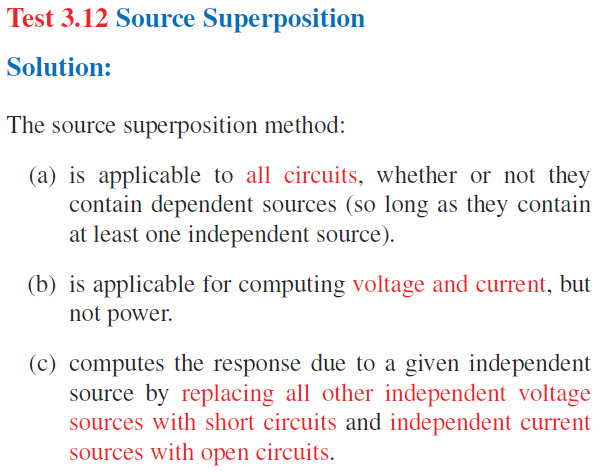 Test 3.12 Source Superposition
Solution:
The source superposition method:
(a) is applicable to all circuits, whether or not they
contain dependent sources (so long as they contain
at least one independent source).
(b) is applicable for computing voltage and current, but
not power.
(c) computes the response due to a given independent
source by replacing all other independent voltage
sources with short circuits and independent current
sources with open circuits.